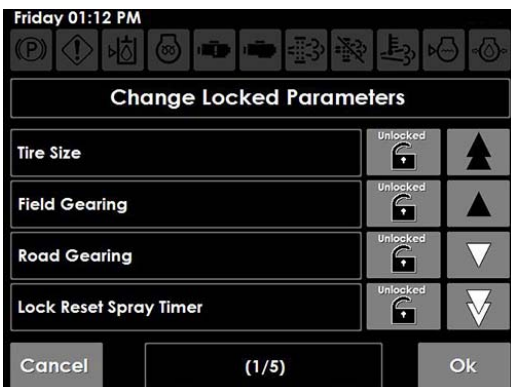 Friday 01:12 PM
(P)
Change Locked Parameters
Tire Size
Unlocked
Field Gearing
Unlocked
Road Gearing
Unlocked
Lock Reset Spray Timer
Unlocked
Cancel
(1/5)
Ok